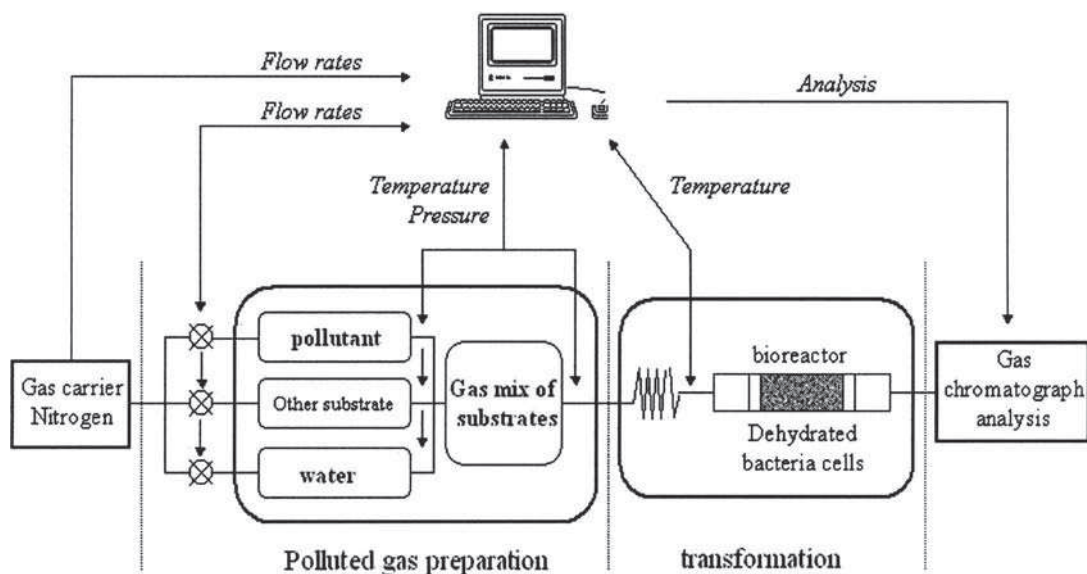 Flow rates
Flow rates
Analysis
Temperature
Pressure
Temperature
Gas carrier
Nitrogen
pollutant
Other substrate
water
Gas mix of
substrates
bioreactor
Dehydrated
bacteria cells
Gas
chromatograph
analysis
Polluted gas preparation
transformation